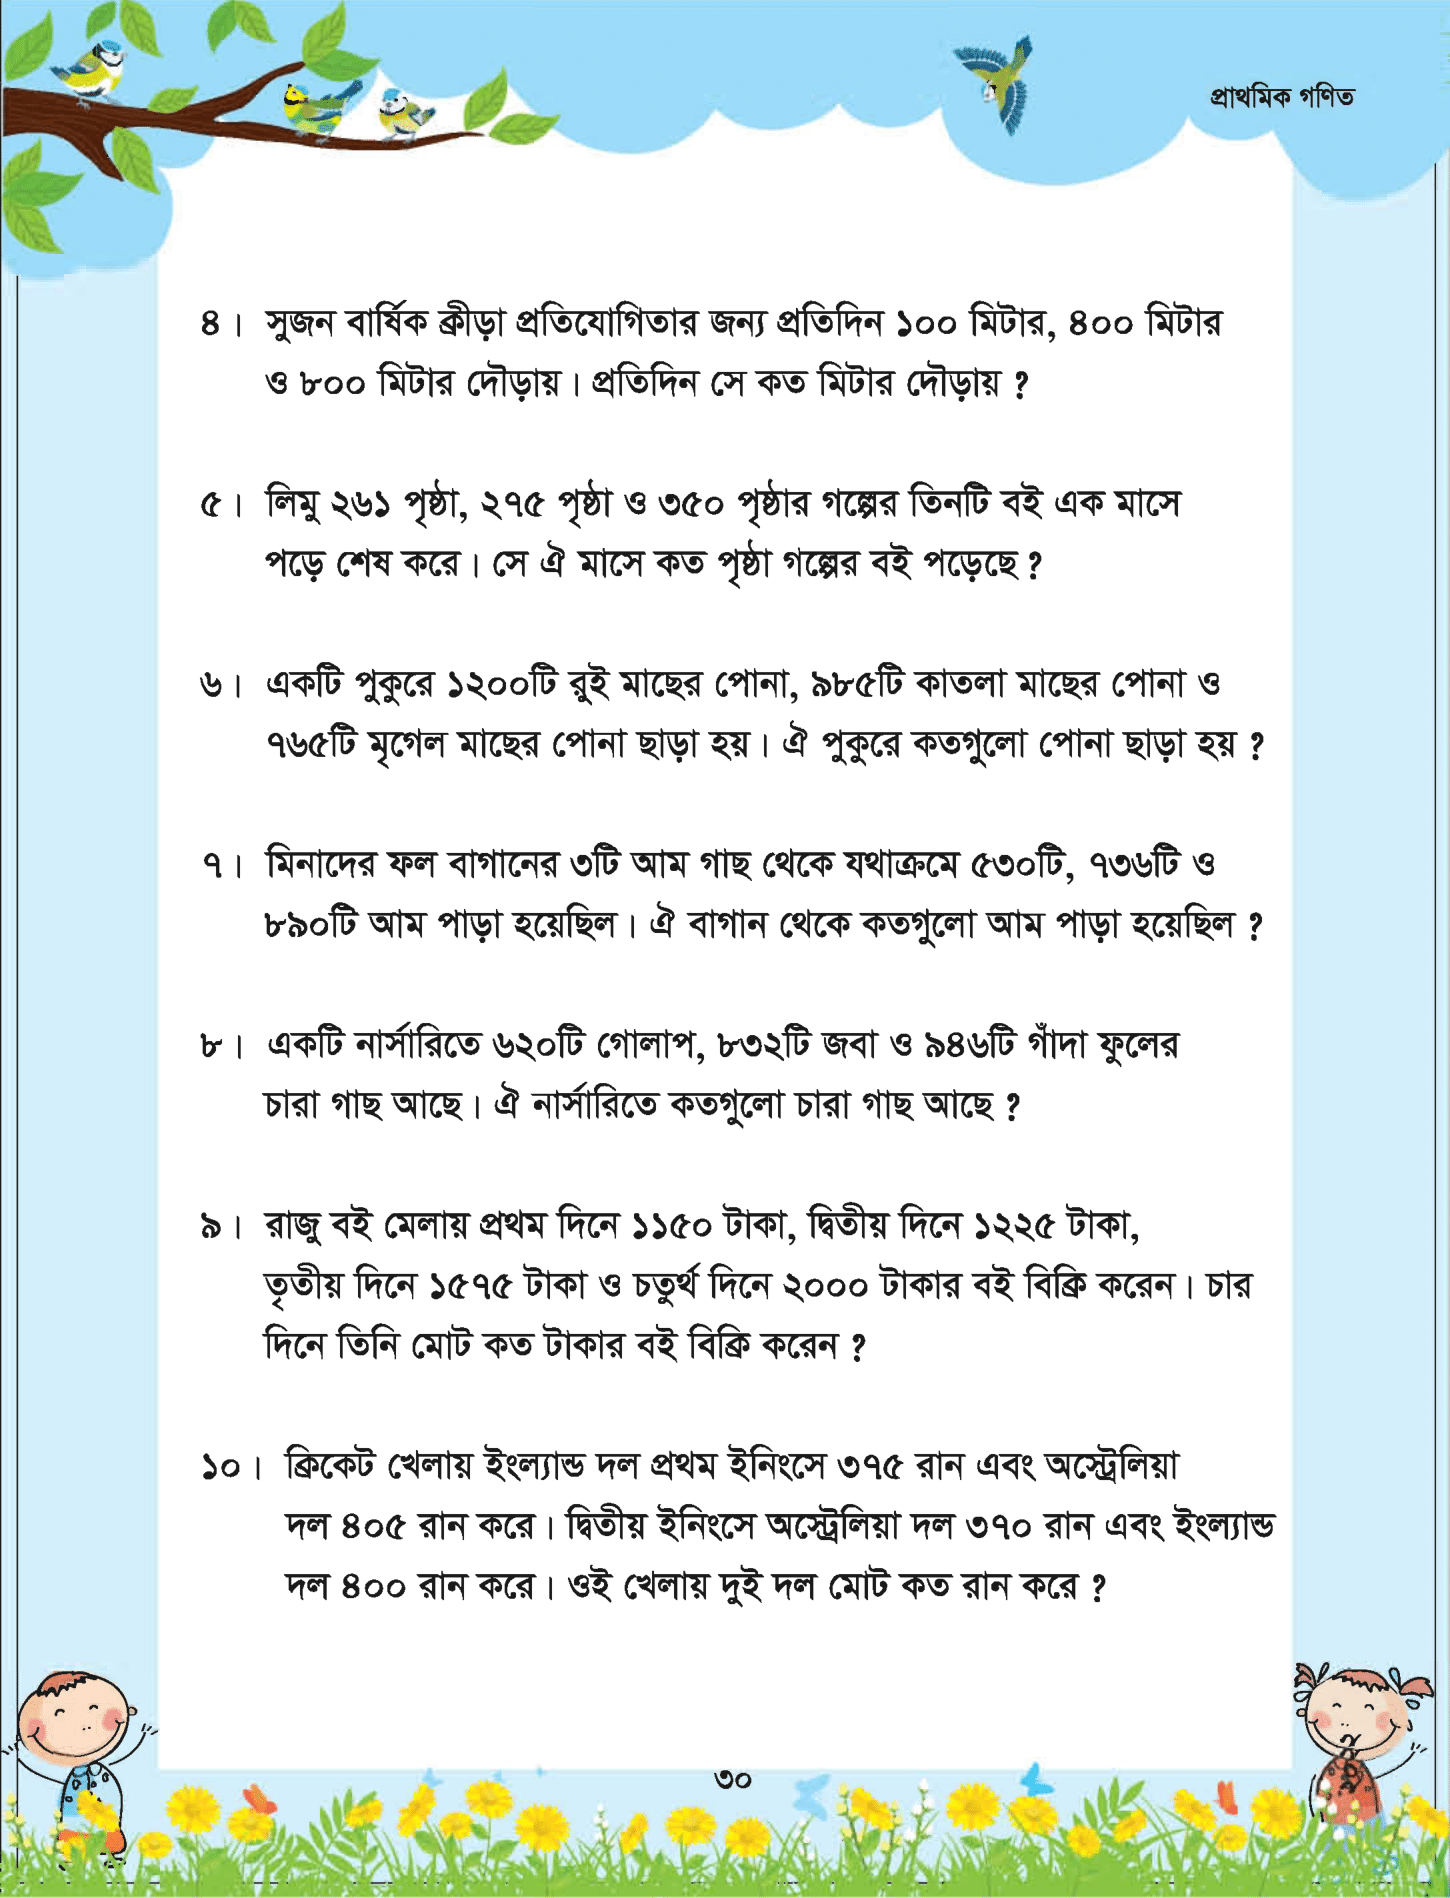 প্রাথমিক গণিত
৪। সুজন বার্ষিক ক্রীড়া প্রতিযোগিতার জন্য প্রতিদিন ১০০ মিটার, ৪০০ মিটার
ও ৮০০ মিটার দৌড়ায়। প্রতিদিন সে কত মিটার দৌড়ায় ?
৫। লিমু ২৬১ পৃষ্ঠা, ২৭৫ পৃষ্ঠা ও ৩৫০ পৃষ্ঠার গল্পের তিনটি বই এক মাসে
পড়ে শেষ করে। সে ঐ মাসে কত পৃষ্ঠা গল্পের বই পড়েছে ?
৬। একটি পুকুরে ১২০০টি রুই মাছের পোনা, ৯৮৫টি কাতলা মাছের পোনা ও
৭৬৫টি মৃগেল মাছের পোনা ছাড়া হয়। ঐ পুকুরে কতগুলো পোনা ছাড়া হয় ?
৭। মিনাদের ফল বাগানের ৩টি আম গাছ থেকে যথাক্রমে ৫৩০টি, ৭৩৬টি ও
৮৯০টি আম পাড়া হয়েছিল। ঐ বাগান থেকে কতগুলো আম পাড়া হয়েছিল ?
৮। একটি নার্সারিতে ৬২০টি গোলাপ, ৮৩২টি জবা ও ৯৪৬টি গাঁদা ফুলের
চারা গাছ আছে। ঐ নার্সারিতে কতগুলো চারা গাছ আছে ?
৯। রাজু বই মেলায় প্রথম দিনে ১১৫০ টাকা, দ্বিতীয় দিনে ১২২৫ টাকা,
তৃতীয় দিনে ১৫৭৫ টাকা ও চতুর্থ দিনে ২০০০ টাকার বই বিক্রি করেন। চার
দিনে তিনি মোট কত টাকার বই বিক্রি করেন ?
১০। ক্রিকেট খেলায় ইংল্যান্ড দল প্রথম ইনিংসে ৩৭৫ রান এবং অস্ট্রেলিয়া
দল ৪০৫ রান করে। দ্বিতীয় ইনিংসে অস্ট্রেলিয়া দল ৩৭০ রান এবং ইংল্যান্ড
দল ৪০০ রান করে। ওই খেলায় দুই দল মোট কত রান করে ?
৩০